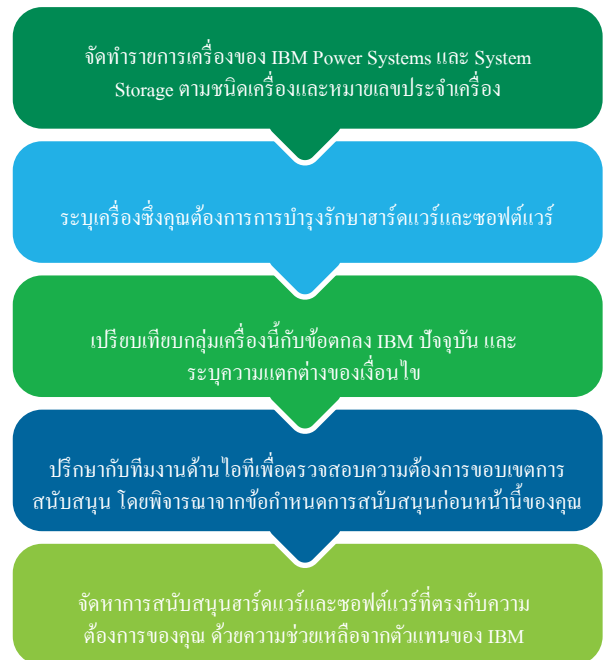 จัดทำรายการเครื่องของ IBM Power Systems และ System
Storage ตามชนิดเครื่องและหมายเลขประจำเครื่อง
ระบุเครื่องซึ่งคุณต้องการการบำรุงรักษาฮาร์ดแวร์และซอฟต์แวร์
เปรียบเทียบกลุ่มเครื่องนี้กับข้อตกลง IBM ปัจจุบัน และ
ระบุความแตกต่างของเงื่อนไข
ปรึกษากับทีมงานด้านไอทีเพื่อตรวจสอบความต้องการขอบเขตการ
สนับสนุน โดยพิจารณาจากข้อกำหนดการสนับสนุนก่อนหน้านี้ของคุณ
จัดหาการสนับสนุนฮาร์ดแวร์และซอฟต์แวร์ที่ตรงกับความ
ต้องการของคุณ ด้วยความช่วยเหลือจากตัวแทนของ IBM